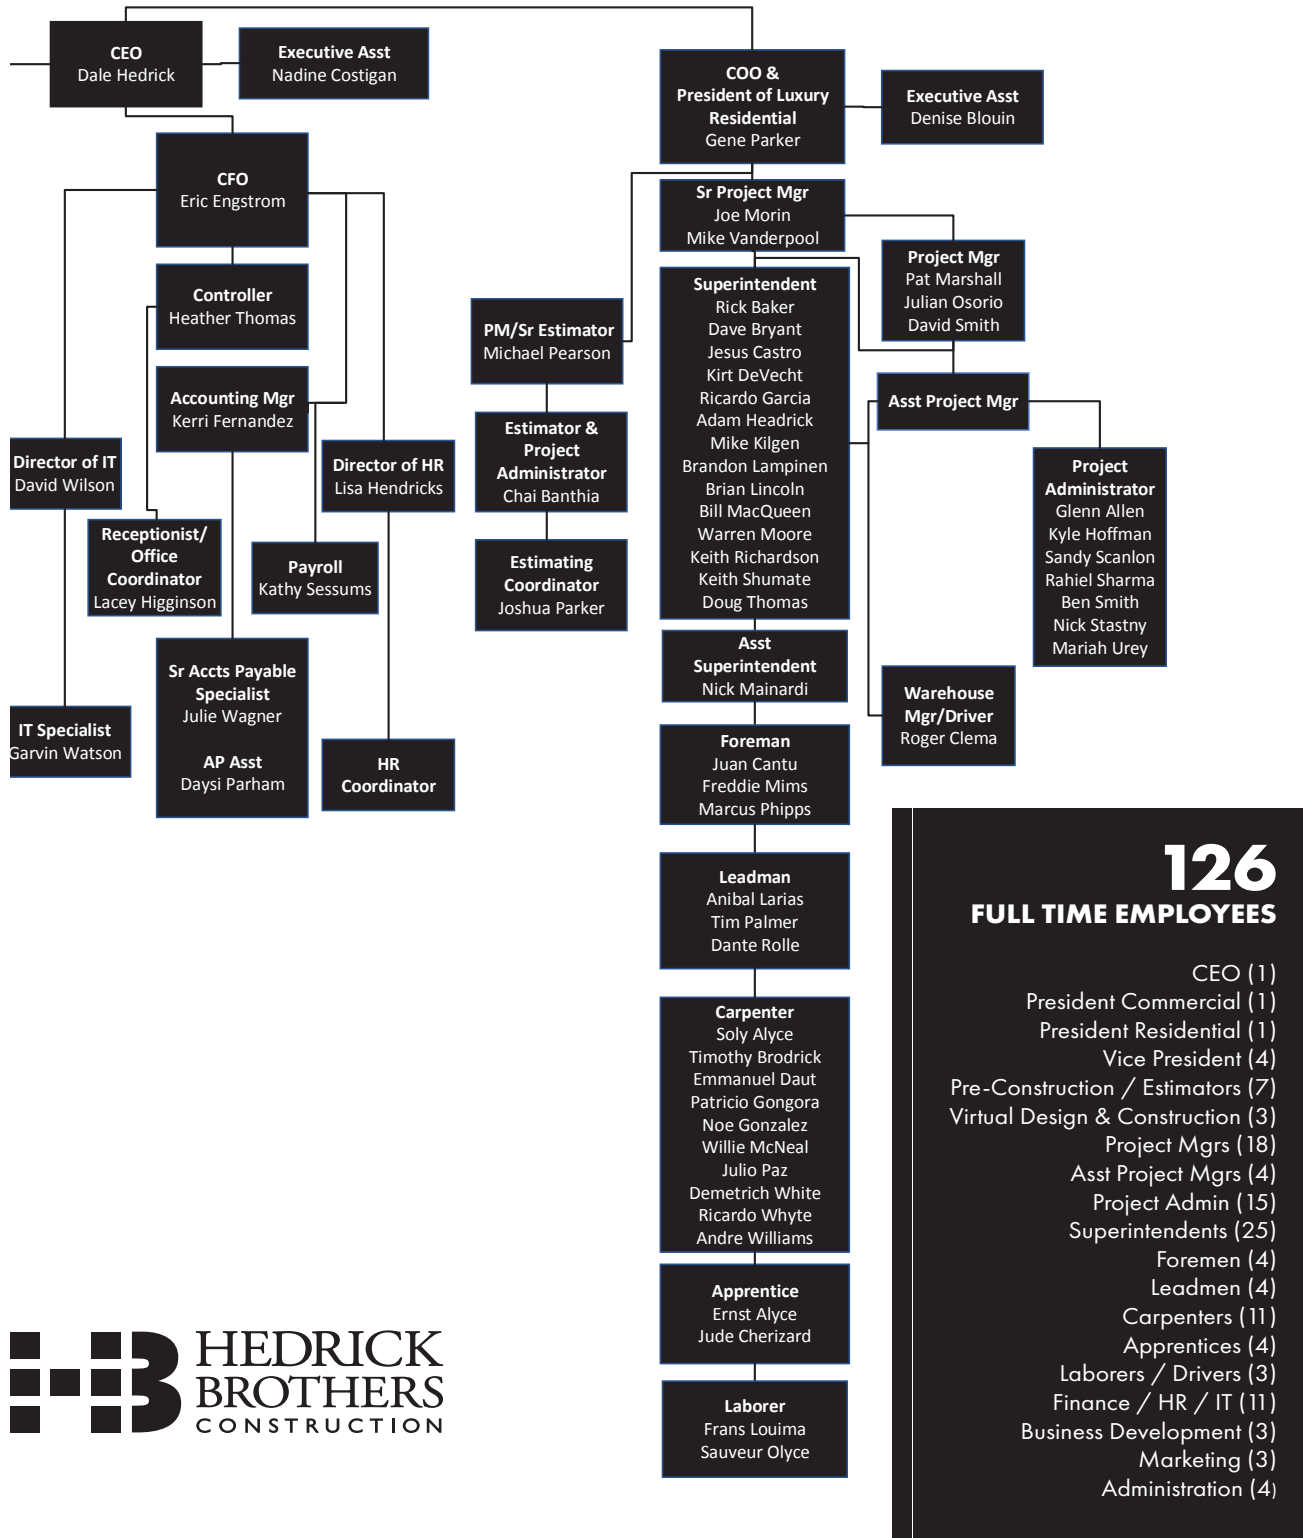 CEO
Dale Hedrick
Executive Asst
Nadine Costigan
COO &
President of Luxury
Residential
Gene Parker
Executive Asst
Denise Blouin
CFO
Eric Engstrom
Sr Project Mgr
Joe Morin
Mike Vanderpool
Project Mgr
Pat Marshall
Julian Osorio
David Smith
Controller
Heather Thomas
Superintendent
Rick Baker
Dave Bryant
Jesus Castro
Kirt DeVecht
Ricardo Garcia
Adam Headrick
Mike Kilgen
Brandon Lampinen
Brian Lincoln
Bill MacQueen
Warren Moore
Keith Richardson
Keith Shumate
Doug Thomas
PM/Sr Estimator
Michael Pearson
Accounting Mgr
Kerri Fernandez
Asst Project Mgr
Estimator &
Project
Administrator
Chai Banthia
Director of IT
David Wilson
Director of HR
Lisa Hendricks
Project
Administrator
Glenn Allen
Kyle Hoffman
Sandy Scanlon
Rahiel Sharma
Ben Smith
Nick Stastny
Mariah Urey
Receptionist/
Office
Coordinator
Lacey Higginson
Payroll
Kathy Sessums
Estimating
Coordinator
Joshua Parker
Asst
Superintendent
Nick Mainardi
Sr Accts Payable
Specialist
Julie Wagner
AP Asst
Daysi Parham
Warehouse
Mgr/Driver
Roger Clema
IT Specialist
Garvin Watson
HR
Coordinator
Foreman
Juan Cantu
Freddie Mims
Marcus Phipps
Leadman
Anibal Larias
Tim Palmer
Dante Rolle
Carpenter
Soly Alyce
Timothy Brodrick
Emmanuel Daut
Patricio Gongora
Noe Gonzalez
Willie McNeal
Julio Paz
Demetrich White
Ricardo Whyte
Andre Williams
Apprentice
Ernst Alyce
Jude Cherizard
Laborer
Frans Louima
Sauveur Olyce
126
FULL TIME EMPLOYEES
CEO (1)
President Commercial (1)
President Residential (1)
Vice President (4)
Pre-Construction / Estimators (7)
Virtual Design & Construction (3)
Project Mgrs (18)
Asst Project Mgrs (4)
Project Admin (15)
Superintendents (25)
Foremen (4)
Leadmen (4)
Carpenters (11)
Apprentices (4)
Laborers / Drivers (3)
Finance / HR / IT (11)
Business Development (3)
Marketing (3)
Administration (4)
HB
HEDRICK
BROTHERS
CONSTRUCTION